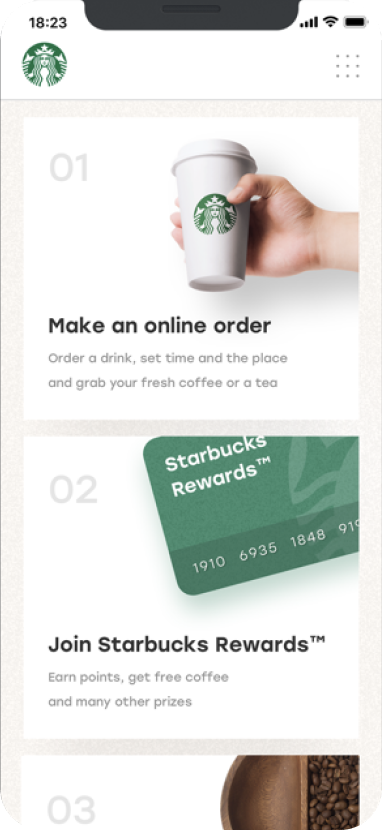 18:23
01
Make an online order
Order a drink, set time and the place
and grab your fresh coffee or a tea
02
Starbucks
Rewards™
1910 6935 1848 919
Join Starbucks Rewards™
Earn points, get free coffee
and many other prizes
03